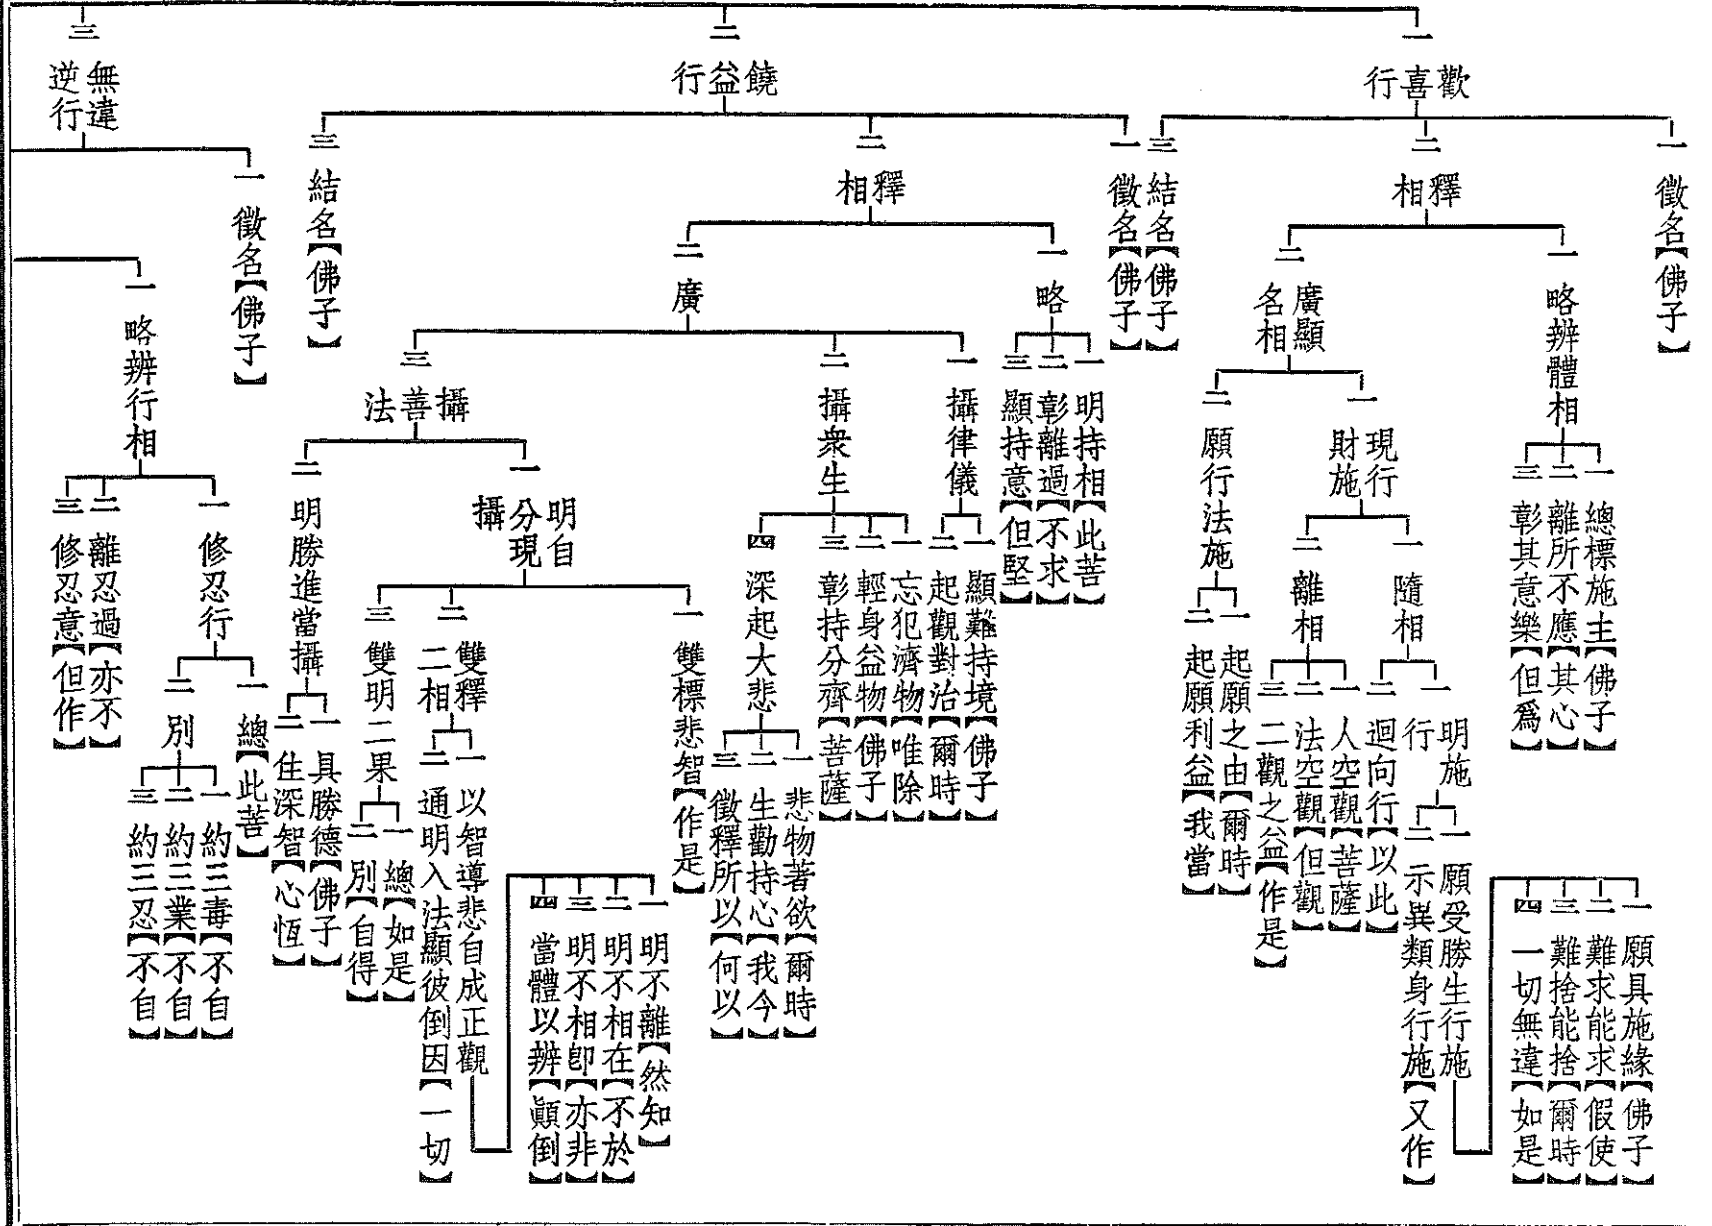 一 歡喜行
一 徵名【佛子】
二 釋相
一 略辨體相
一 總標施主【佛子】
二 離所不應【其心】
三 彰其意樂【但爲】
二 廣顯名相
一 現行財施
一 隨相
一 明施行
一 願受勝生行施
一 願具施緣【佛子】
二 難求能求【假使】
三 難捨能捨【爾時】
四 一切無違【如是】
二 示異類身行施【又作】
二 迴向行【以此】
二 離相
一 人空觀【菩薩】
二 法空觀【但觀】
三 二觀之益【作是】
二 願行法施
一 起願之由【爾時】
二 起願利益【我當】
三 結名【佛子】
二 饒益行
一 徵名【佛子】
二 釋相
一 略
一 明持相【此菩】
二 彰離過【不求】
三 顯持意【但堅】
二 廣
一 攝律儀
一 顯難持境【佛子】
二 起觀對治【爾時】
二 攝衆生
一 忘犯濟物【唯除】
二 輕身益物【佛子】
三 彰持分齊【菩薩】
四 深起大悲
一 悲物著欲【爾時】
二 生勸持心【我今】
三 徵釋所以【何以】
三 攝善法
一 明自分現攝
一 雙標悲智【作是】
二 雙釋二相
一 以智導悲自成正觀
一 明不離【然知】
二 明不相在【不於】
三 明不相卽【亦非】
四 當體以辨【顚倒】
二 通明入法顯彼倒因【一切】
三 雙明二果
一 總【如是】
二 別【自得】
二 明勝進當攝
一 具勝德【佛子】
二 住深智【心恆】
三 結名【佛子】
三 無違逆行
一 徵名【佛子】
一 略辨行相
一 修忍行
一 總【此菩】
二 別
一 約三毒【不自】
二 約三業【不自】
三 約三忍【不自】
二 離忍過【亦不】
三 修忍意【但作】